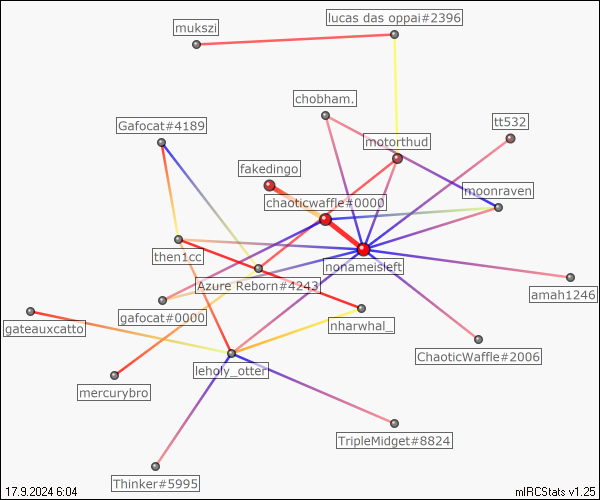 lucas das oppai#2396
mukszi
chobham.
Gafocat#4189
tt532
motorthud
fakedingo
moonraven
chaoticwaffle#0000
then1cc
nonameisleft
Azure Reborn#4243
amah1246
gafocat#0000
gateauxcatto
nharwhal_
ChaoticWaffle#2006
leholy_otter
mercurybro
TripleMidget#8824
Thinker#5995
17.9.2024 6:04
mIRCStats v1.25